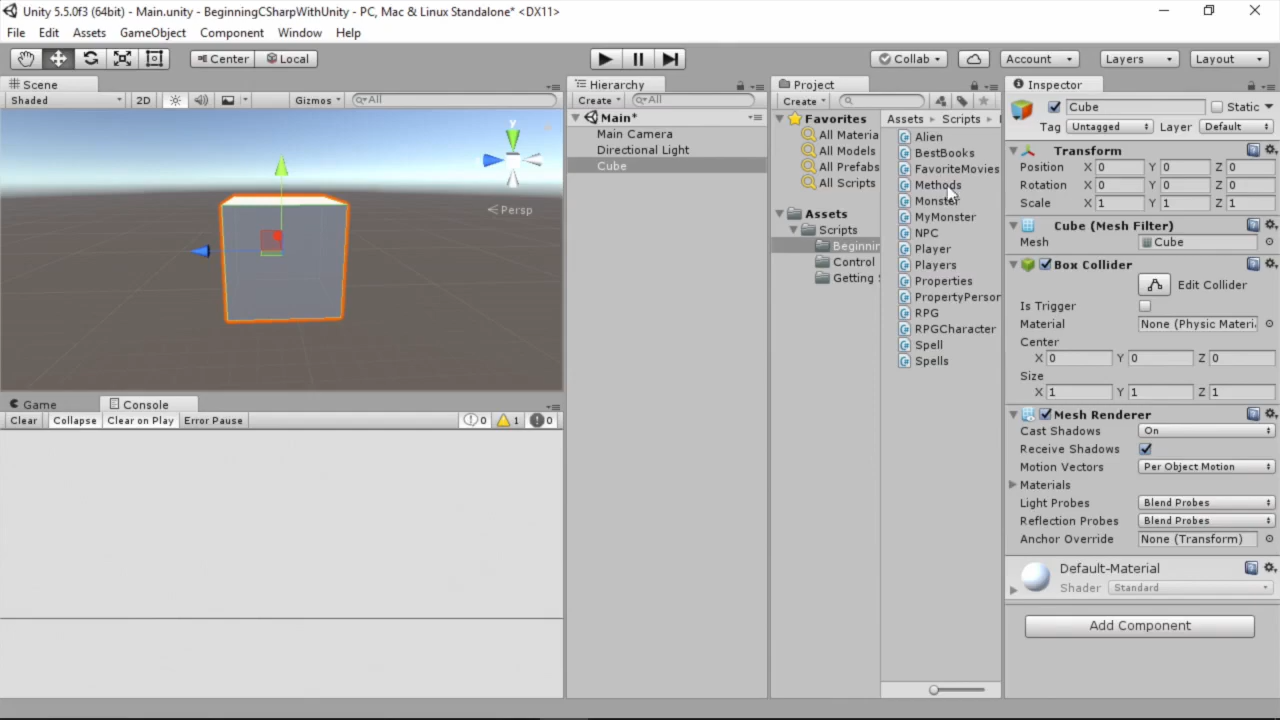 Unity 5.5.0f3 (64bit) - Main.unity - BeginningCSharpWithUnity - PC, Mac & Linux Standalone* <DX11>
File Edit Assets GameObject Component Window Help
Center Local Collab Account Layers Layout
Scene
Shaded 2D Gizmos All
y
Persp
Game Console
Clear Collapse Clear on Play Error Pause 0 1 0
Hierarchy
Create All
Main*
Main Camera
Directional Light
Cube
Project
Create
Favorites
All Materia
All Models
All Prefabs
All Scripts
Assets
Scripts
Beginnin
Control
Getting
Assets Scripts
Alien
BestBooks
FavoriteMovies
Methods
Monster
MyMonster
NPC
Player
Players
Properties
PropertyPerson
RPG
RPGCharacter
Spell
Spells
Inspector
Cube Static
Tag Untagged Layer Default
Transform
Position X 0 Y 0 Z 0
Rotation X 0 Y 0 Z 0
Scale X 1 Y 1 Z 1
Cube (Mesh Filter)
Mesh Cube
Box Collider
Edit Collider
Is Trigger
Material None (Physic Materi
Center
X 0 Y 0 Z 0
Size
X 1 Y 1 Z 1
Mesh Renderer
Cast Shadows On
Receive Shadows
Motion Vectors Per Object Motion
Materials
Light Probes Blend Probes
Reflection Probes Blend Probes
Anchor Override None (Transform)
Default-Material
Shader Standard
Add Component